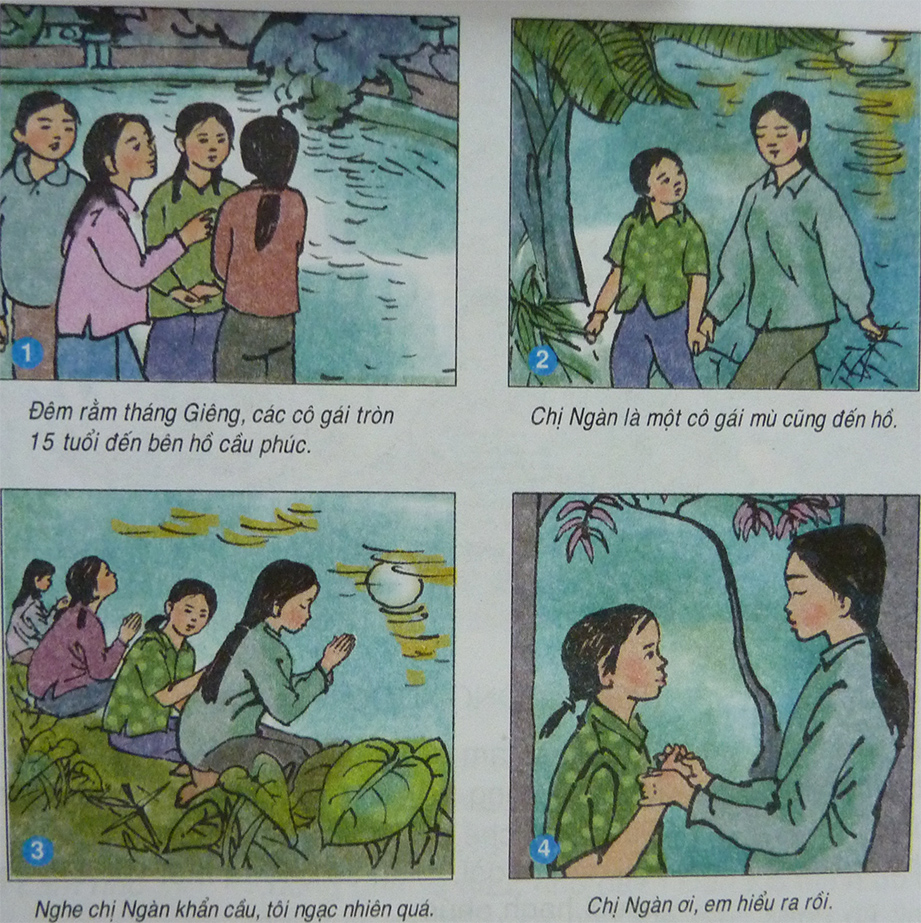 1
Đêm rằm tháng Giêng, các cô gái tròn
15 tuổi đến bên hồ cầu phúc.
2
Chị Ngàn là một cô gái mù cũng đến hồ.
3
Nghe chị Ngàn khẩn cầu, tôi ngạc nhiên quá.
4
Chị Ngàn ơi, em hiểu ra rồi.